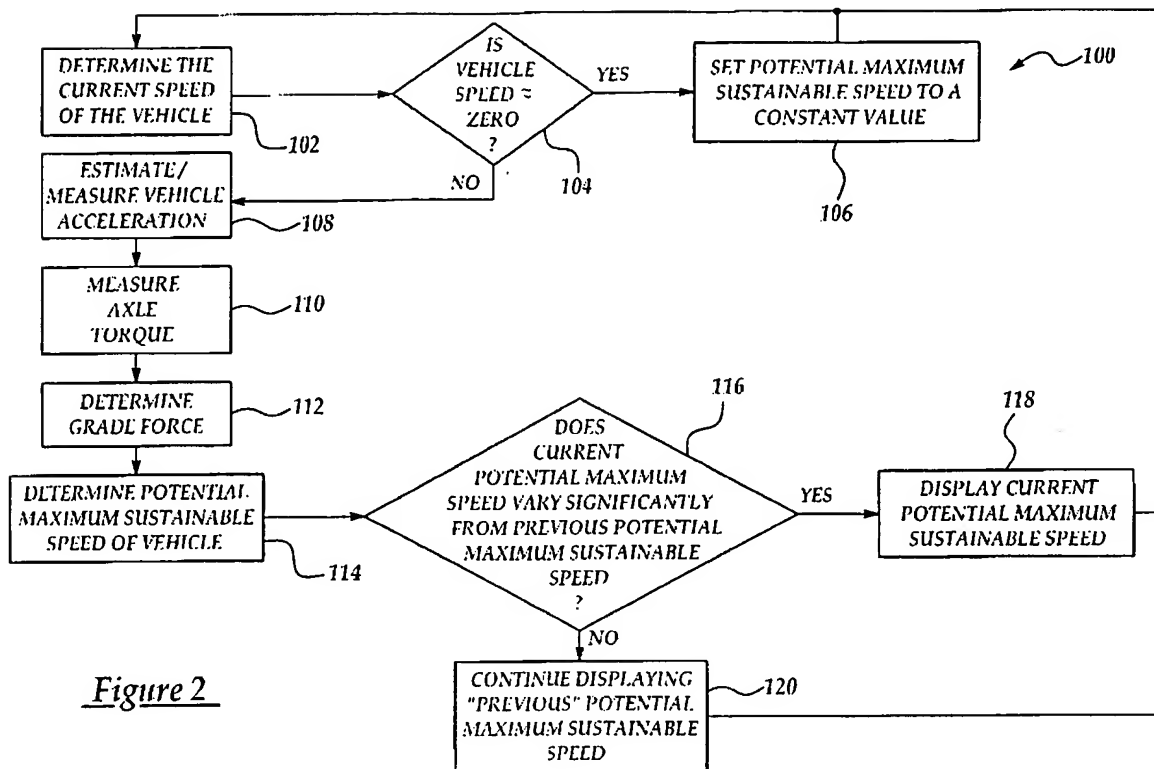 DETERMINE THE
CURRENT SPEED
OF THE VEHICLE
102
IS
VEHICLE
SPEED ≈
ZERO
?
104
YES
NO
SET POTENTIAL MAXIMUM
SUSTAINABLE SPEED TO A
CONSTANT VALUE
106
100
ESTIMATE/
MEASURE VEHICLE
ACCELERATION
108
MEASURE
AXLE
TORQUE
110
DETERMINE
GRADE FORCE
112
DETERMINE POTENTIAL
MAXIMUM SUSTAINABLE
SPEED OF VEHICLE
114
DOES
CURRENT
POTENTIAL MAXIMUM
SPEED VARY SIGNIFICANTLY
FROM PREVIOUS POTENTIAL
MAXIMUM SUSTAINABLE
SPEED
?
116
YES
NO
DISPLAY CURRENT
POTENTIAL MAXIMUM
SUSTAINABLE SPEED
118
CONTINUE DISPLAYING
"PREVIOUS" POTENTIAL
MAXIMUM SUSTAINABLE
SPEED
120
Figure 2